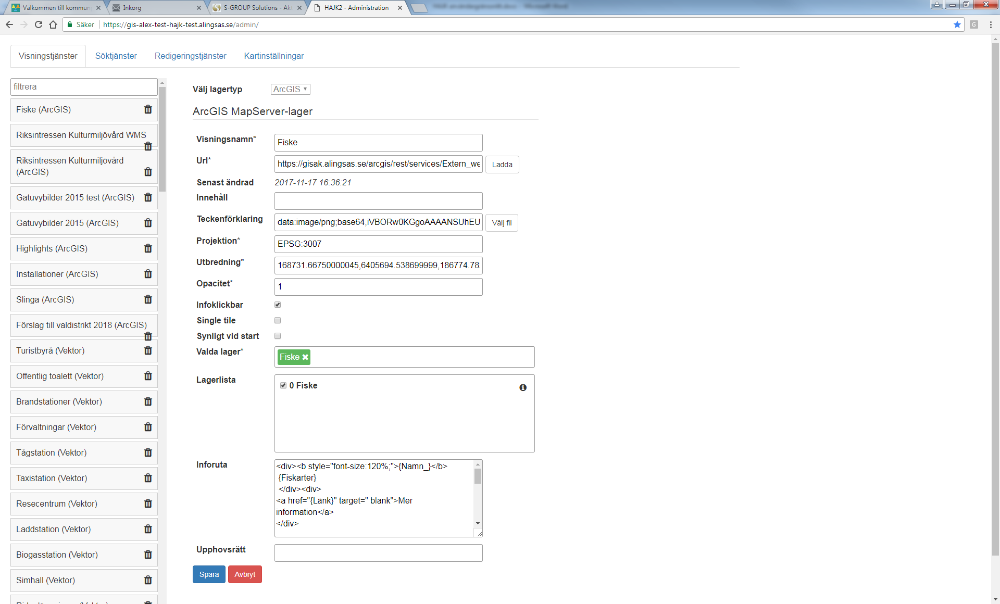 Välkommen till kommun
Inkorg
S-GROUP Solutions - Akt
HAJK2 - Administration
Säker
https://gis-alex-test-hajk-test.alingsas.se/admin/
G
Visningstjänster
Söktjänster
Redigeringstjänster
Kartinställningar
filtrera
Fiske (ArcGIS)
Riksintressen Kulturmiljövård WMS
Riksintressen Kulturmiljövård
(ArcGIS)
Gatuvybilder 2015 test (ArcGIS)
Gatuvybilder 2015 (ArcGIS)
Highlights (ArcGIS)
Installationer (ArcGIS)
Slinga (ArcGIS)
Förslag till valdistrikt 2018 (ArcGIS)
Turistbyrå (Vektor)
Offentlig toalett (Vektor)
Brandstationer (Vektor)
Förvaltningar (Vektor)
Tågstation (Vektor)
Taxistation (Vektor)
Resecentrum (Vektor)
Laddstation (Vektor)
Biogasstation (Vektor)
Simhall (Vektor)
Välj lagertyp
ArcGIS
ArcGIS MapServer-lager
Visningsnamn*
Fiske
Url*
https://gisak.alingsas.se/arcgis/rest/services/Extern_we
Ladda
Senast ändrad
2017-11-17 16:36:21
Innehåll
Teckenförklaring
data:image/png;base64,iVBORw0KGgoAAAANSUhEU
Välj fil
Projektion*
EPSG:3007
Utbredning*
168731.66750000045,6405694.538699999,186774.78
Opacitet*
1
Infoklickbar
Single tile
Synligt vid start
Valda lager*
Fiske
Lagerlista
0 Fiske
Inforuta
<div><b style="font-size:120%;">{Namn_}</b>
{Fiskarter}
</div><div>
<a href="{Länk}" target=" blank">Mer
information</a>
</div>
Upphovsrätt
Spara
Avbryt